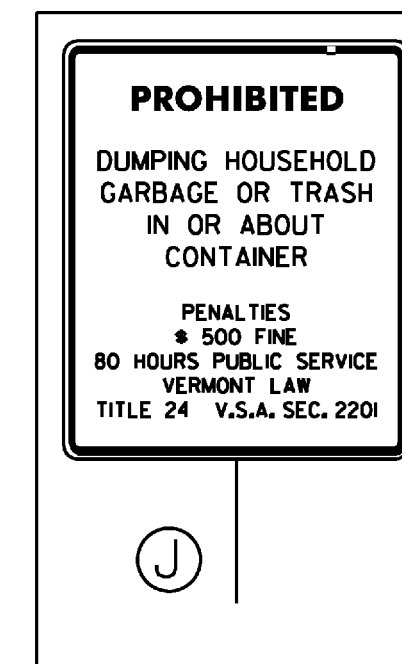 PROHIBITED
DUMPING HOUSEHOLD
GARBAGE OR TRASH
IN OR ABOUT
CONTAINER
PENALTIES
$ 500 FINE
80 HOURS PUBLIC SERVICE
VERMONT LAW
TITLE 24 V.S.A. SEC. 2201
J